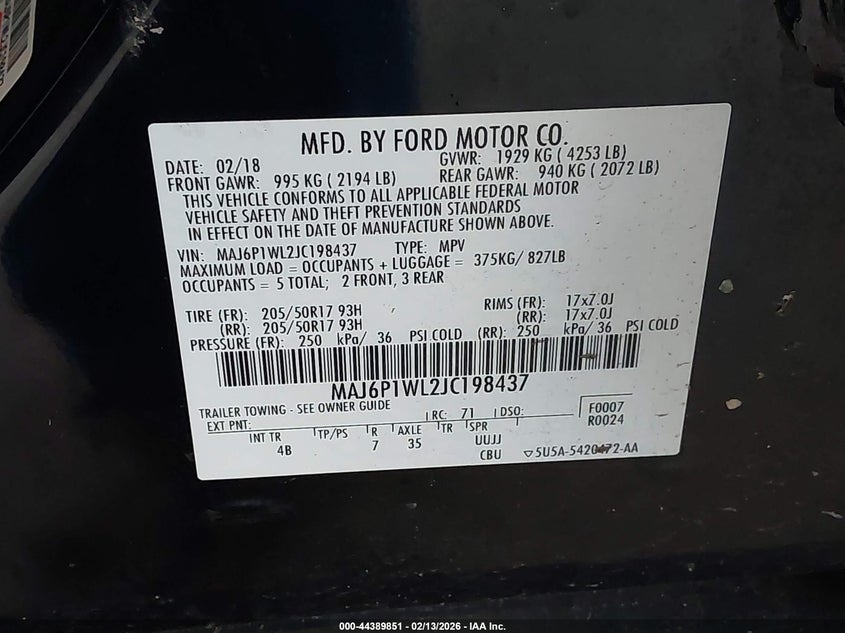 MFD. BY FORD MOTOR CO.
DATE: 02/18 GVWR: 1929 KG ( 4253 LB)
FRONT GAWR: 995 KG ( 2194 LB) REAR GAWR: 940 KG ( 2072 LB)
THIS VEHICLE CONFORMS TO ALL APPLICABLE FEDERAL MOTOR
VEHICLE SAFETY AND THEFT PREVENTION STANDARDS
IN EFFECT ON THE DATE OF MANUFACTURE SHOWN ABOVE.
VIN: MAJ6P1WL2JC198437 TYPE: MPV
MAXIMUM LOAD = OCCUPANTS + LUGGAGE = 375KG/ 827LB
OCCUPANTS = 5 TOTAL; 2 FRONT, 3 REAR
TIRE (FR): 205/50R17 93H RIMS (FR): 17x7.0J
(RR): 205/50R17 93H (RR): 17x7.0J
PRESSURE (FR): 250 kPa/ 36 PSI COLD (RR): 250 kPa/ 36 PSI COLD
MAJ6P1WL2JC198437
TRAILER TOWING - SEE OWNER GUIDE
EXT PNT: RC: 71 DSO: F0007
R0024
INT TR TP/PS R AXLE TR SPR
4B 7 35 UUJJ
CBU 5U5A-5420472-AA
000-44389851 - 02/13/2026 - IAA Inc.